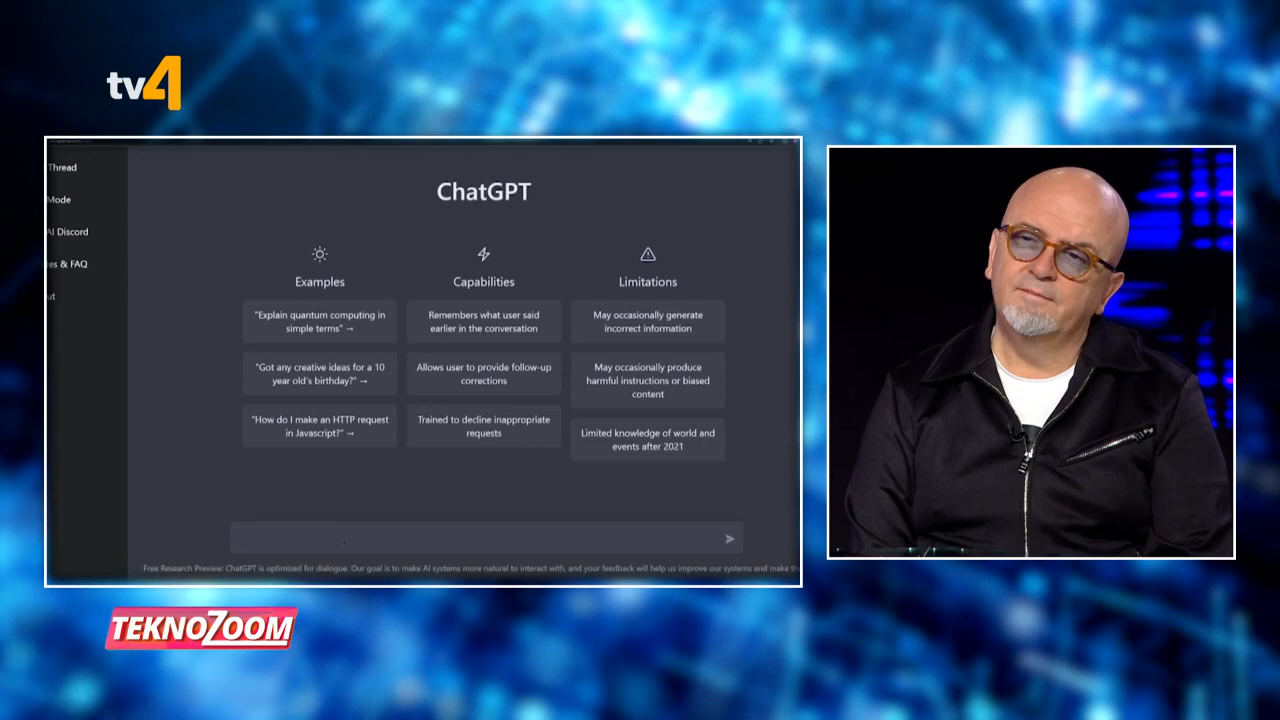 tv4
Thread
Mode
AI Discord
es & FAQ
ut
ChatGPT
Examples
"Explain quantum computing in
simple terms" →
"Got any creative ideas for a 10
year old's birthday?" →
"How do I make an HTTP request
in Javascript?" →
Capabilities
Remembers what user said
earlier in the conversation
Allows user to provide follow-up
corrections
Trained to decline inappropriate
requests
Limitations
May occasionally generate
incorrect information
May occasionally produce
harmful instructions or biased
content
Limited knowledge of world and
events after 2021
Free Research Preview: ChatGPT is optimized for dialogue. Our goal is to make AI systems more natural to interact with, and your feedback will help us improve our systems and make th
TEKNOZOOM